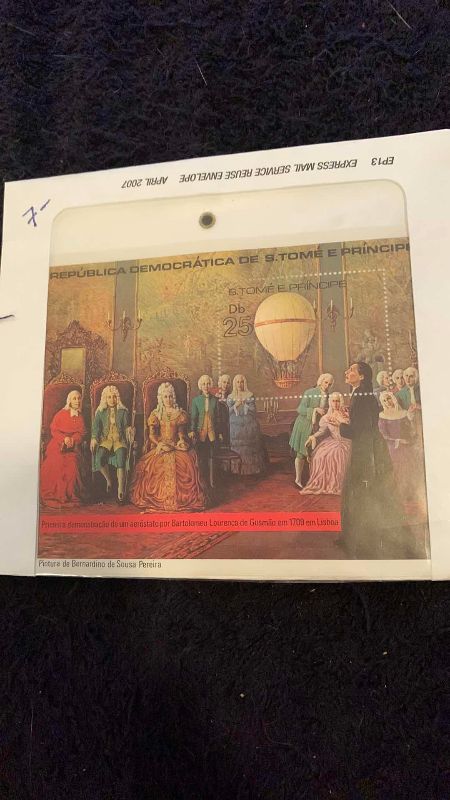 EP13 EXPRESS MAIL SERVICE REUSE ENVELOPE APRIL 2007
7-
REPÚBLICA DEMOCRÁTICA DE S.TOMÉ E PRÍNCIPE
S.TOMÉ E PRÍNCIPE
Db
25
Primeira demonstração de um aeróstato por Bartolomeu Lourenço de Gusmão em 1709 em Lisboa
Pintura de Bernardino de Sousa Pereira